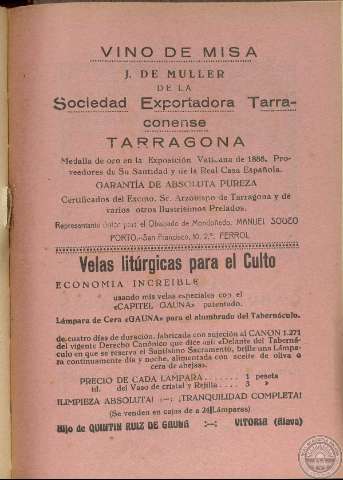 VINO DE MISA
J. DE MULLER
DE LA
Sociedad Exportadora Tarra-
conense
TARRAGONA
Medalla de oro en la Exposición Vaticana de 1888, Pro-
veedores de Su Santidad y de la Real Casa Española.
GARANTÍA DE ABSOLUTA PUREZA
Certificados del Excmo. Sr. Arzobispo de Tarragona y de
varios otros Ilustrísimos Prelados.
Representante único para el Obispado de Mondoñedo, MANUEL SOUZO
PORTO.-San Francisco, 10. 2.º FERROL
Velas litúrgicas para el Culto
ECONOMIA INCREIBLE
usando mis velas especiales con el
«CAPITEL GAUNA» patentado.
Lámpara de Cera «GAUNA» para el alumbrado del Tabernáculo.
de cuatro días de duración, fabricada con sujeción al CANON 1.271
del vigente Derecho Canónico que dice así: «Delante del Taberná-
culo en que se reserva el Santísimo Sacramento, brille una Lámpa-
ra continuamente día y noche, alimentada con aceite de oliva o
cera de abejas».
PRECIO DE CADA LAMPARA . . . . . . 1 peseta
id. del Vaso de cristal y Rejilla . . . 3 »
¡LIMPIEZA ABSOLUTA! :—: ¡TRANQUILIDAD COMPLETA!
(Se venden en cajas de a 24 Lámparas)
Hijo de QUINTIN RUIZ DE GAUNA :—: VITORIA (Alava)